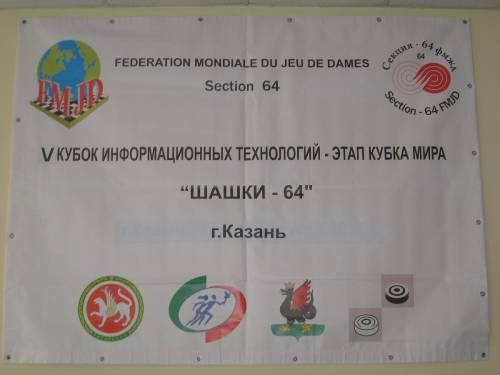 FMJD
FEDERATION MONDIALE DU JEU DE DAMES
Section 64
Секция - 64 фмжд
64
Section - 64 FMJD
V КУБОК ИНФОРМАЦИОННЫХ ТЕХНОЛОГИЙ - ЭТАП КУБКА МИРА
“ШАШКИ - 64"
г.Казань